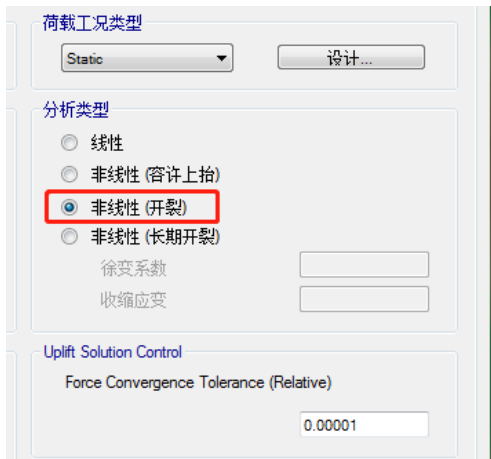 荷载工况类型
Static
设计...
分析类型
线性
非线性 (容许上抬)
非线性 (开裂)
非线性 (长期开裂)
徐变系数
收缩应变
Uplift Solution Control
Force Convergence Tolerance (Relative)
0.00001